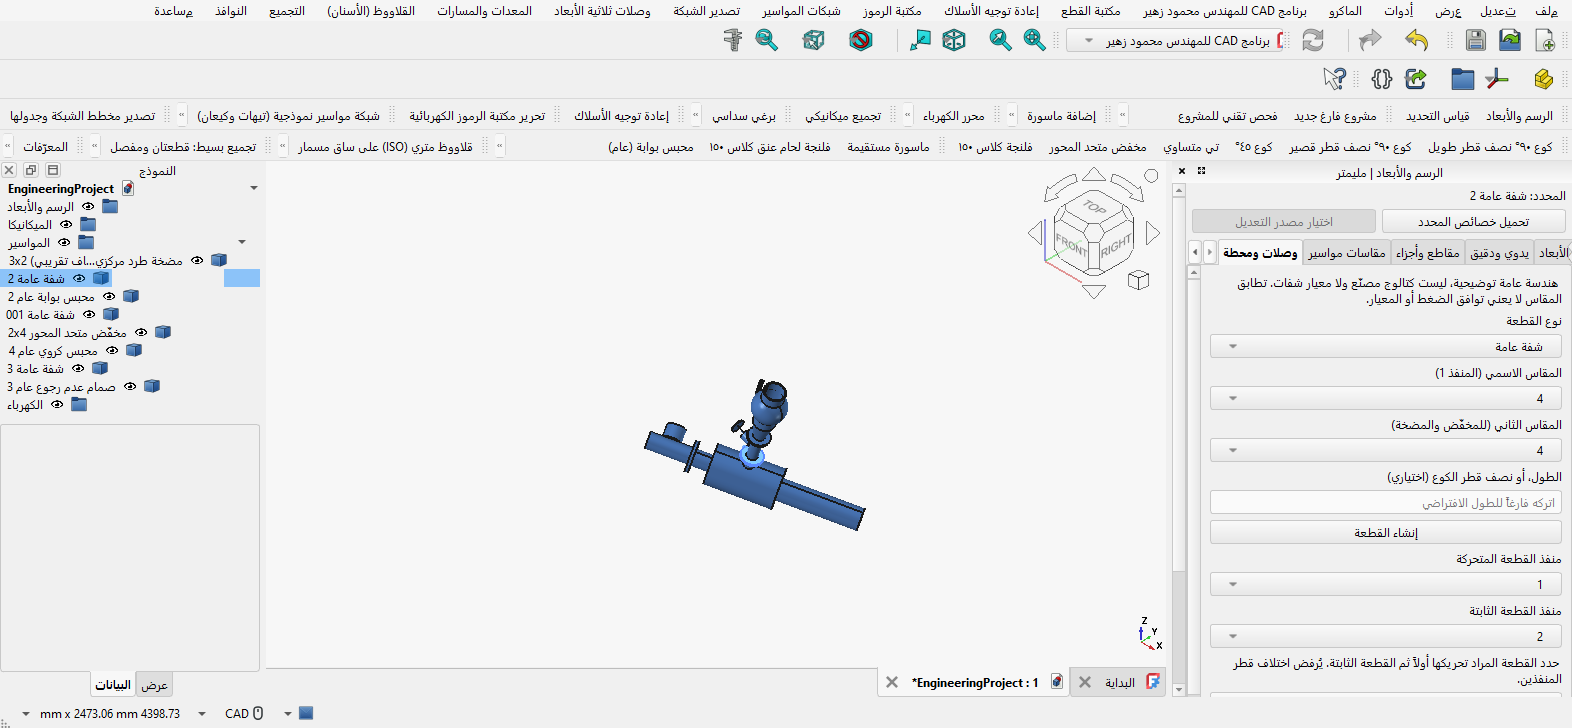 ملف
تعديل
عرض
أدوات
الماكرو
برنامج CAD للمهندس محمود زهير
مكتبة القطع
إعادة توجيه الأسلاك
مكتبة الرموز
شبكات المواسير
تصدير الشبكة
وصلات ثلاثية الأبعاد
المعدات والمسارات
القلاووظ (الأسنان)
التجميع
النوافذ
مساعدة
برنامج CAD للمهندس محمود زهير
الرسم والأبعاد
قياس التحديد
مشروع فارغ جديد
فحص تقني للمشروع
إضافة ماسورة
محرر الكهرباء
تجميع ميكانيكي
برغي سداسي
إعادة توجيه الأسلاك
تحرير مكتبة الرموز الكهربائية
شبكة مواسير نموذجية (تيهات وكيعان)
تصدير مخطط الشبكة وجدولها
كوع ٩٠° نصف قطر طويل
كوع ٩٠° نصف قطر قصير
كوع ٤٥°
تي متساوي
مخفض متحد المحور
فلنجة كلاس ١٥٠
ماسورة مستقيمة
فلنجة لحام عنق كلاس ١٥٠
محبس بوابة (عام)
قلاووظ متري (ISO) على ساق مسمار
تجميع بسيط: قطعتان ومفصل
المعرّفات
النموذج
EngineeringProject
الرسم والأبعاد
الميكانيكا
المواسير
مضخة طرد مركزي...اف تقريبي) 3x2
شفة عامة 2
محبس بوابة عام 2
شفة عامة 001
مخفّض متحد المحور 2x4
محبس كروي عام 4
شفة عامة 3
صمام عدم رجوع عام 3
الكهرباء
عرض
البيانات
TOP
FRONT
RIGHT
Z
Y
X
البداية
EngineeringProject : 1*
الرسم والأبعاد | مليمتر
المحدد: شفة عامة 2
تحميل خصائص المحدد
اختيار مصدر التعديل
الأبعاد
يدوي ودقيق
مقاطع وأجزاء
مقاسات مواسير
وصلات ومحطة
هندسة عامة توضيحية، ليست كتالوج مصنّع ولا معيار شفات. تطابق
المقاس لا يعني توافق الضغط أو المعيار.
نوع القطعة
شفة عامة
المقاس الاسمي (المنفذ 1)
4
المقاس الثاني (للمخفّض والمضخة)
4
الطول، أو نصف قطر الكوع (اختياري)
اتركه فارغاً للطول الافتراضي
إنشاء القطعة
منفذ القطعة المتحركة
1
منفذ القطعة الثابتة
2
حدد القطعة المراد تحريكها أولاً ثم القطعة الثابتة. يُرفض اختلاف قطر
المنفذين.
CAD
mm x 2473.06 mm 4398.73